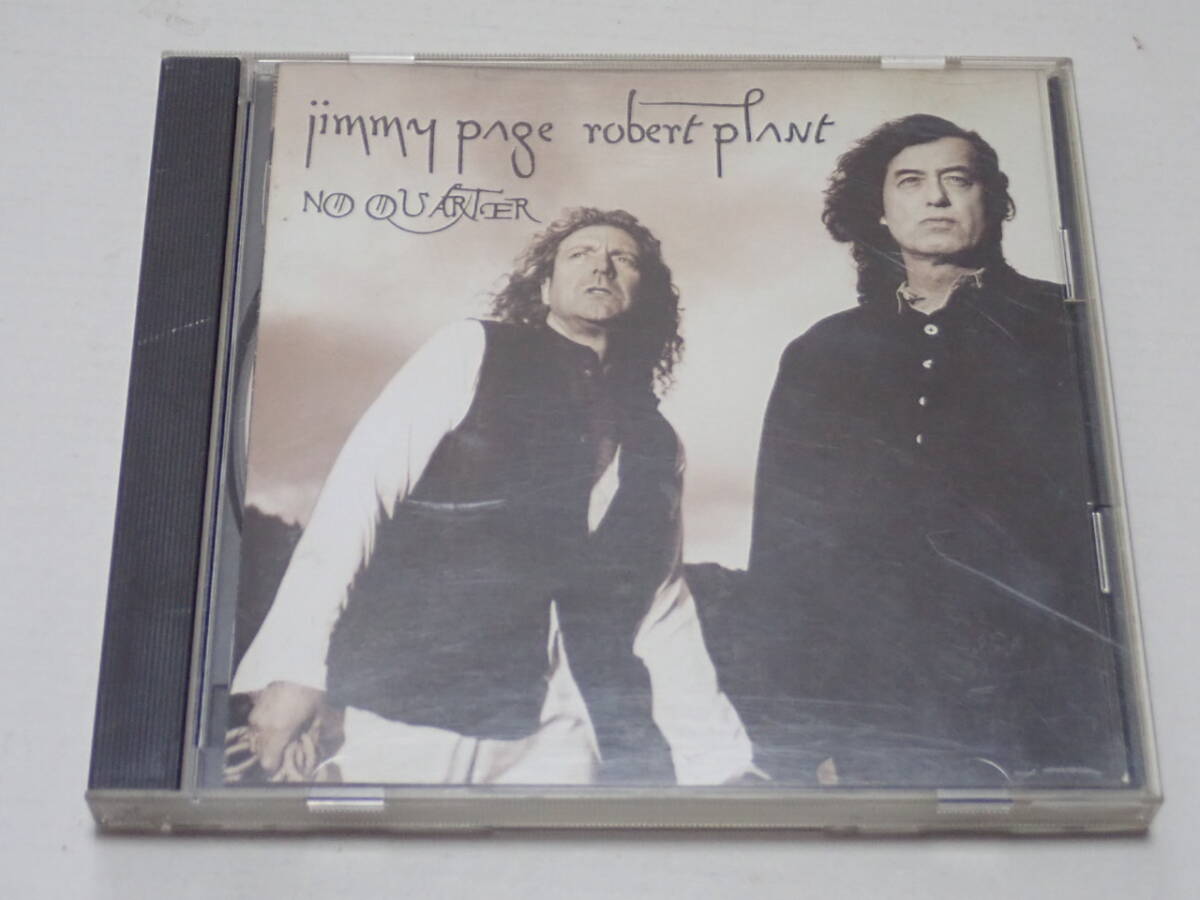 jimmy page robert plant
NO QUARTER